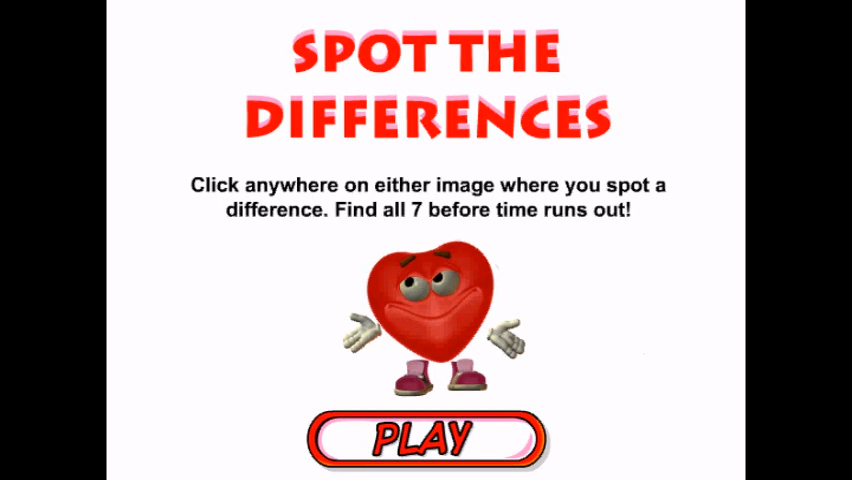 SPOT THE
DIFFERENCES
Click anywhere on either image where you spot a
difference. Find all 7 before time runs out!
PLAY